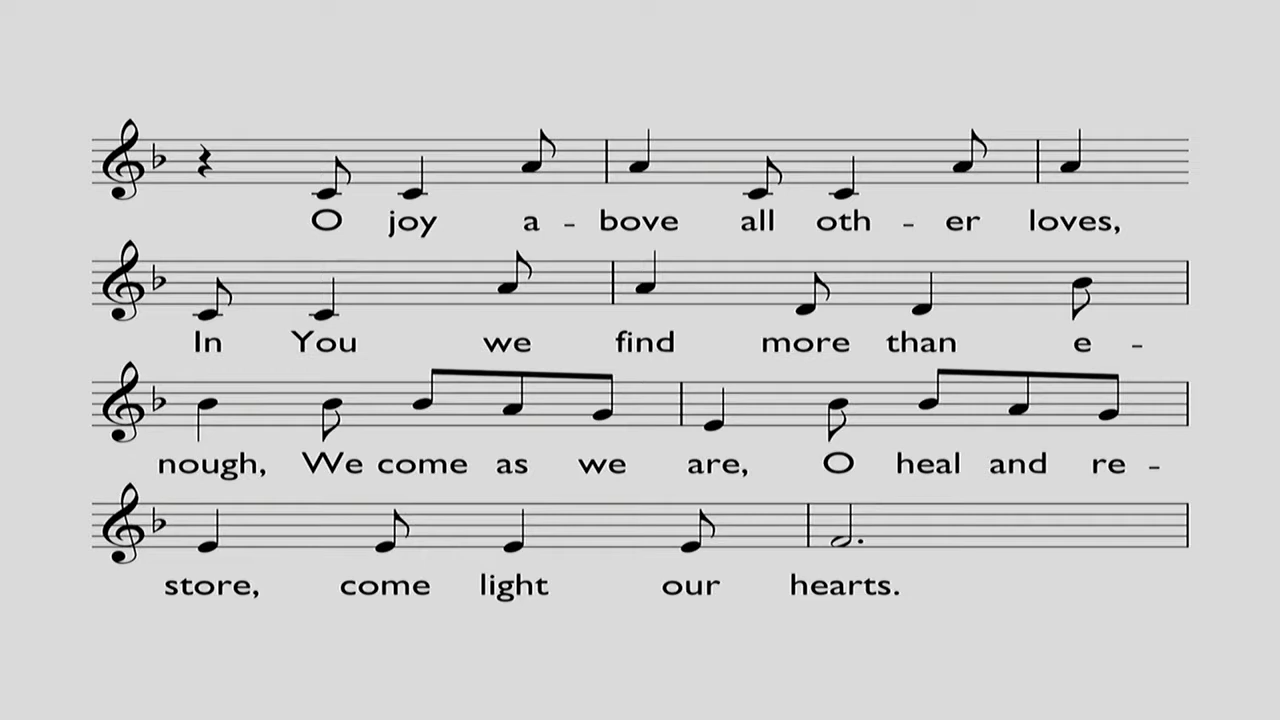 O joy a - bove all oth - er loves,
In You we find more than e -
nough, We come as we are, O heal and re -
store, come light our hearts.